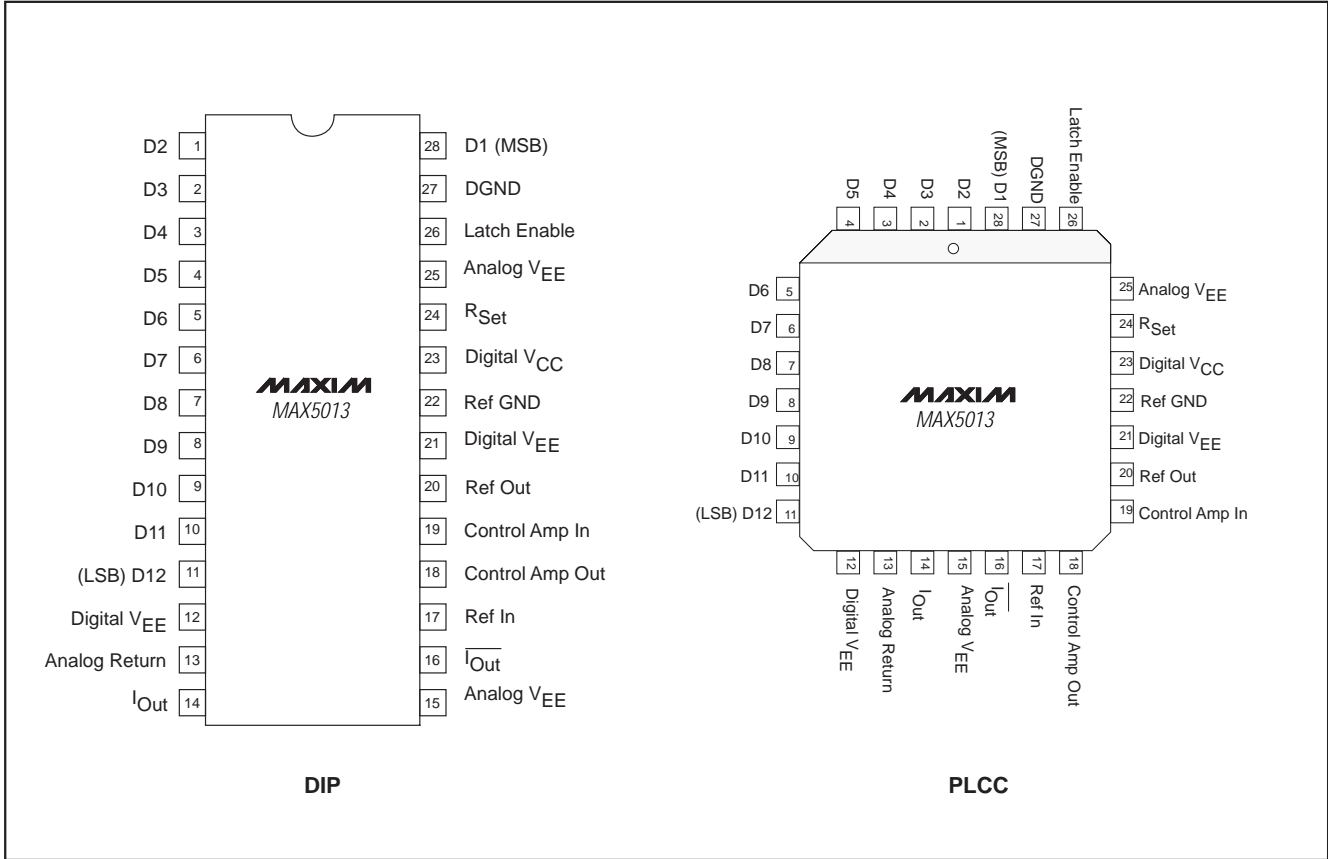 D2 1
D3 2
D4 3
D5 4
D6 5
D7 6
D8 7
D9 8
D10 9
D11 10
(LSB) D12 11
Digital VEE 12
Analog Return 13
IOut 14
28 D1 (MSB)
27 DGND
26 Latch Enable
25 Analog VEE
24 RSet
23 Digital VCC
22 Ref GND
21 Digital VEE
20 Ref Out
19 Control Amp In
18 Control Amp Out
17 Ref In
16 IOut
15 Analog VEE
MAXIM
MAX5013
DIP
D5 4
D4 3
D3 2
D2 1
(MSB) D1 28
DGND 27
Latch Enable 26
D6 5
D7 6
D8 7
D9 8
D10 9
D11 10
(LSB) D12 11
25 Analog VEE
24 RSet
23 Digital VCC
22 Ref GND
21 Digital VEE
20 Ref Out
19 Control Amp In
MAXIM
MAX5013
12 Digital VEE
13 Analog Return
14 IOut
15 Analog VEE
16 IOut
17 Ref In
18 Control Amp Out
PLCC